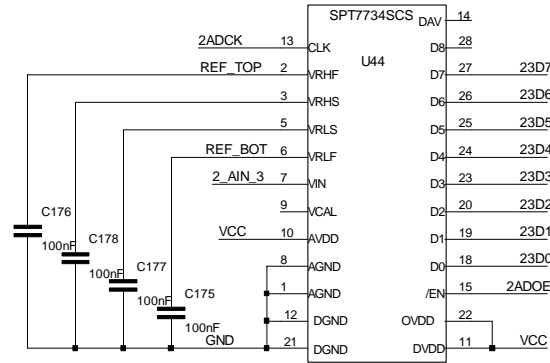 SPT7734SCS
DAV 14
2ADCK 13 CLK D8 28
U44
REF_TOP 2 VRHF D7 27 23D7
3 VRHS D6 26 23D6
5 VRLS D5 25 23D5
REF_BOT 6 VRLF D4 24 23D4
2_AIN_3 7 VIN D3 23 23D3
9 VCAL D2 20 23D2
VCC 10 AVDD D1 19 23D1
8 AGND D0 18 23D0
1 AGND /EN 15 2ADOE
12 DGND OVDD 22
GND 21 DGND DVDD 11 VCC
C176
100nF
C178
100nF
C177
100nF
C175
100nF